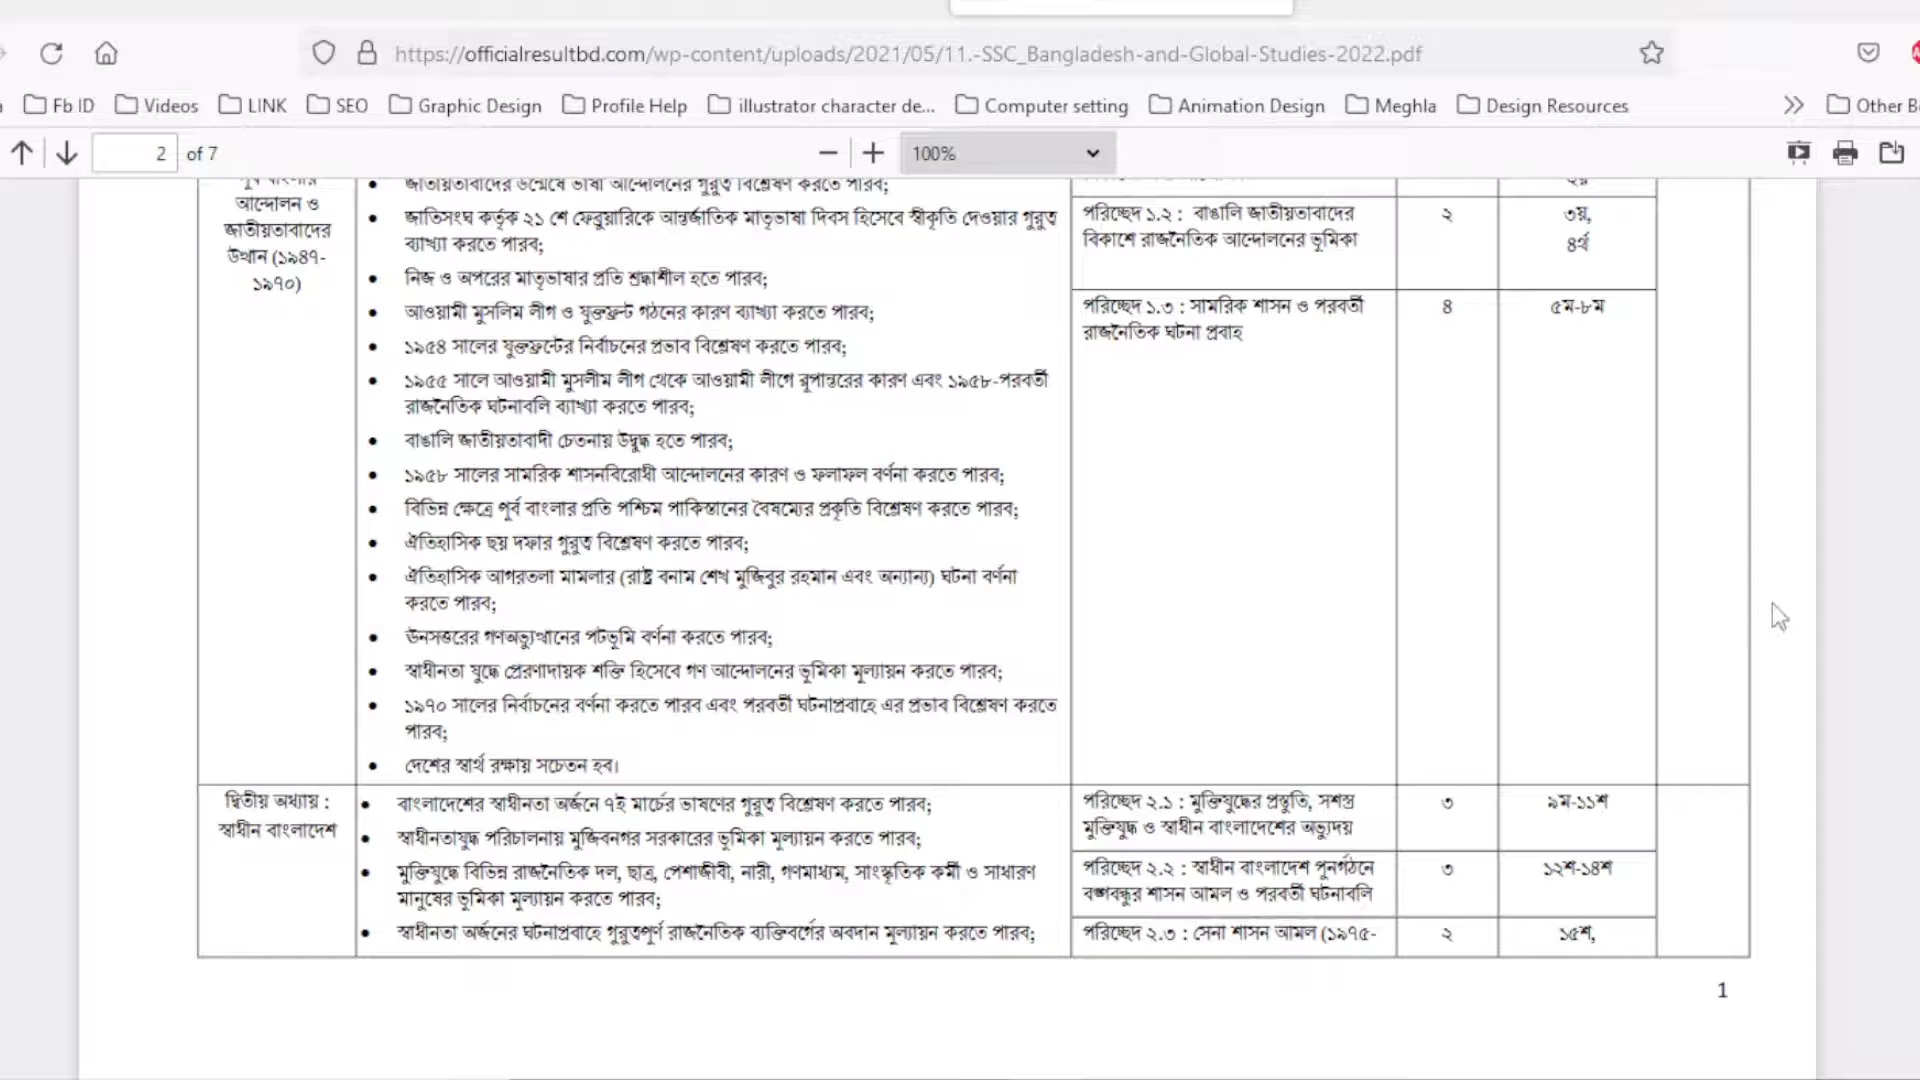 https://officialresultbd.com/wp-content/uploads/2021/05/11.-SSC_Bangladesh-and-Global-Studies-2022.pdf
Fb ID Videos LINK SEO Graphic Design Profile Help illustrator character de... Computer setting Animation Design Meghla Design Resources Other B
2 of 7 100%
পূর্ব বাংলার
আন্দোলন ও
জাতীয়তাবাদের
উত্থান (১৯৪৭-
১৯৭০)
জাতীয়তাবাদের উন্মেষে ভাষা আন্দোলনের গুরুত্ব বিশ্লেষণ করতে পারব;
• জাতিসংঘ কর্তৃক ২১ শে ফেব্রুয়ারিকে আন্তর্জাতিক মাতৃভাষা দিবস হিসেবে স্বীকৃতি দেওয়ার গুরুত্ব
ব্যাখ্যা করতে পারব;
• নিজ ও অপরের মাতৃভাষার প্রতি শ্রদ্ধাশীল হতে পারব;
• আওয়ামী মুসলিম লীগ ও যুক্তফ্রন্ট গঠনের কারণ ব্যাখ্যা করতে পারব;
• ১৯৫৪ সালের যুক্তফ্রন্টের নির্বাচনের প্রভাব বিশ্লেষণ করতে পারব;
• ১৯৫৫ সালে আওয়ামী মুসলীম লীগ থেকে আওয়ামী লীগে রূপান্তরের কারণ এবং ১৯৫৮-পরবর্তী
রাজনৈতিক ঘটনাবলি ব্যাখ্যা করতে পারব;
• বাঙালি জাতীয়তাবাদী চেতনায় উদ্বুদ্ধ হতে পারব;
• ১৯৫৮ সালের সামরিক শাসনবিরোধী আন্দোলনের কারণ ও ফলাফল বর্ণনা করতে পারব;
• বিভিন্ন ক্ষেত্রে পূর্ব বাংলার প্রতি পশ্চিম পাকিস্তানের বৈষম্যের প্রকৃতি বিশ্লেষণ করতে পারব;
• ঐতিহাসিক ছয় দফার গুরুত্ব বিশ্লেষণ করতে পারব;
• ঐতিহাসিক আগরতলা মামলার (রাষ্ট্র বনাম শেখ মুজিবুর রহমান এবং অন্যান্য) ঘটনা বর্ণনা
করতে পারব;
• ঊনসত্তরের গণঅভ্যুত্থানের পটভূমি বর্ণনা করতে পারব;
• স্বাধীনতা যুদ্ধে প্রেরণাদায়ক শক্তি হিসেবে গণ আন্দোলনের ভূমিকা মূল্যায়ন করতে পারব;
• ১৯৭০ সালের নির্বাচনের বর্ণনা করতে পারব এবং পরবর্তী ঘটনাপ্রবাহে এর প্রভাব বিশ্লেষণ করতে
পারব;
• দেশের স্বার্থ রক্ষায় সচেতন হব।
২য়
পরিচ্ছেদ ১.২ : বাঙালি জাতীয়তাবাদের ২ ৩য়,
বিকাশে রাজনৈতিক আন্দোলনের ভূমিকা ৪র্থ
পরিচ্ছেদ ১.৩ : সামরিক শাসন ও পরবর্তী ৪ ৫ম-৮ম
রাজনৈতিক ঘটনা প্রবাহ
দ্বিতীয় অধ্যায় :
স্বাধীন বাংলাদেশ
• বাংলাদেশের স্বাধীনতা অর্জনে ৭ই মার্চের ভাষণের গুরুত্ব বিশ্লেষণ করতে পারব;
• স্বাধীনতাযুদ্ধ পরিচালনায় মুজিবনগর সরকারের ভূমিকা মূল্যায়ন করতে পারব;
• মুক্তিযুদ্ধে বিভিন্ন রাজনৈতিক দল, ছাত্র, পেশাজীবী, নারী, গণমাধ্যম, সাংস্কৃতিক কর্মী ও সাধারণ
মানুষের ভূমিকা মূল্যায়ন করতে পারব;
• স্বাধীনতা অর্জনের ঘটনাপ্রবাহে গুরুত্বপূর্ণ রাজনৈতিক ব্যক্তিবর্গের অবদান মূল্যায়ন করতে পারব;
পরিচ্ছেদ ২.১ : মুক্তিযুদ্ধের প্রস্তুতি, সশস্ত্র ৩ ৯ম-১১শ
মুক্তিযুদ্ধ ও স্বাধীন বাংলাদেশের অভ্যুদয়
পরিচ্ছেদ ২.২ : স্বাধীন বাংলাদেশ পুনর্গঠনে ৩ ১২শ-১৪শ
বঙ্গবন্ধুর শাসন আমল ও পরবর্তী ঘটনাবলি
পরিচ্ছেদ ২.৩ : সেনা শাসন আমল (১৯৭৫- ২ ১৫শ,
1